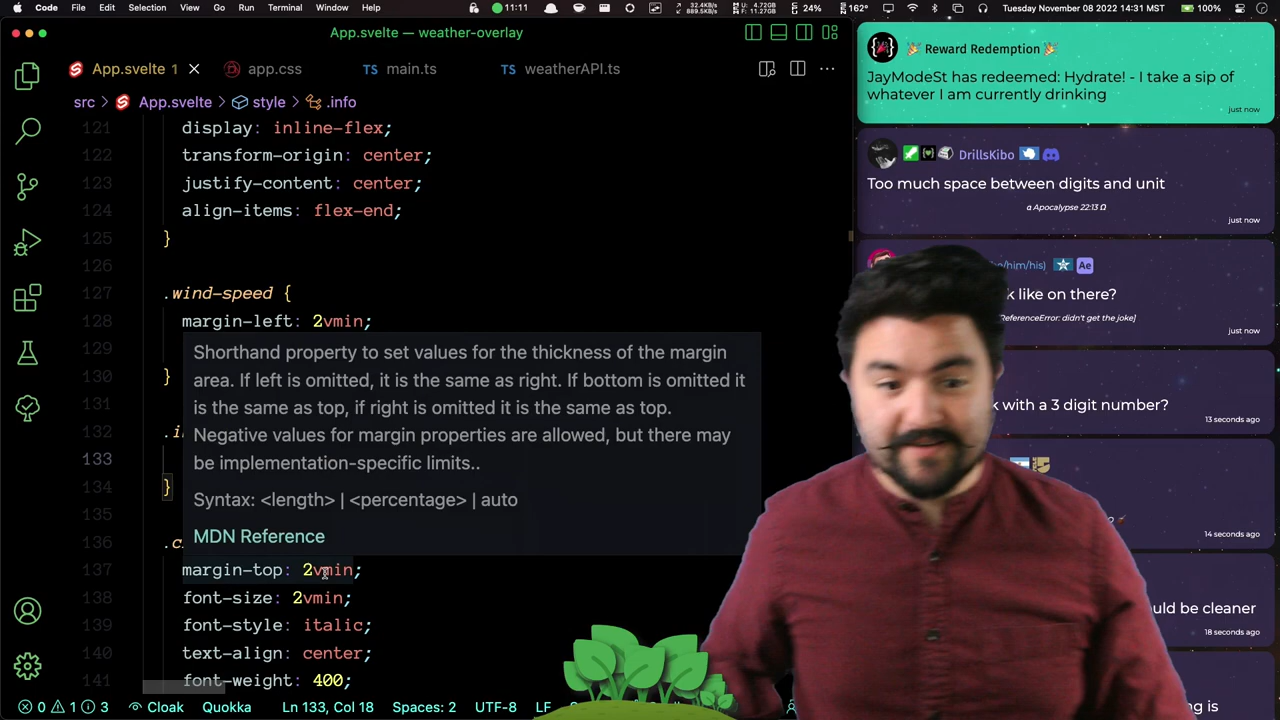 Code File Edit Selection View Go Run Terminal Window Help
11:11
32.4KB/s
889.5KB/s
4.72GB
24%
162°
Tuesday November 08 2022 14:31 MST
100%
App.svelte — weather-overlay
App.svelte 1
app.css
TS main.ts
TS weatherAPI.ts
src > App.svelte > style > .info
121 display: inline-flex;
122 transform-origin: center;
123 justify-content: center;
124 align-items: flex-end;
125 }
126
127 .wind-speed {
128 margin-left: 2vmin;
129
130 }
131
132 .i
133
134 }
135
136 .c
Shorthand property to set values for the thickness of the margin
area. If left is omitted, it is the same as right. If bottom is omitted it
is the same as top, if right is omitted it is the same as top.
Negative values for margin properties are allowed, but there may
be implementation-specific limits..
Syntax: <length> | <percentage> | auto
MDN Reference
137 margin-top: 2vmin;
138 font-size: 2vmin;
139 font-style: italic;
140 text-align: center;
141 font-weight: 400;
0 1 3 Cloak Quokka Ln 133, Col 18 Spaces: 2 UTF-8 LF
🎉 Reward Redemption 🎉
JayModeSt has redeemed: Hydrate! - I take a sip of
whatever I am currently drinking
just now
DrillsKibo
Too much space between digits and unit
α Apocalypse 22:13 Ω
just now
/him/his) Ae
k like on there?
ReferenceError: didn't get the joke]
just now
k with a 3 digit number?
13 seconds ago
14 seconds ago
uld be cleaner
18 seconds ago
ng is